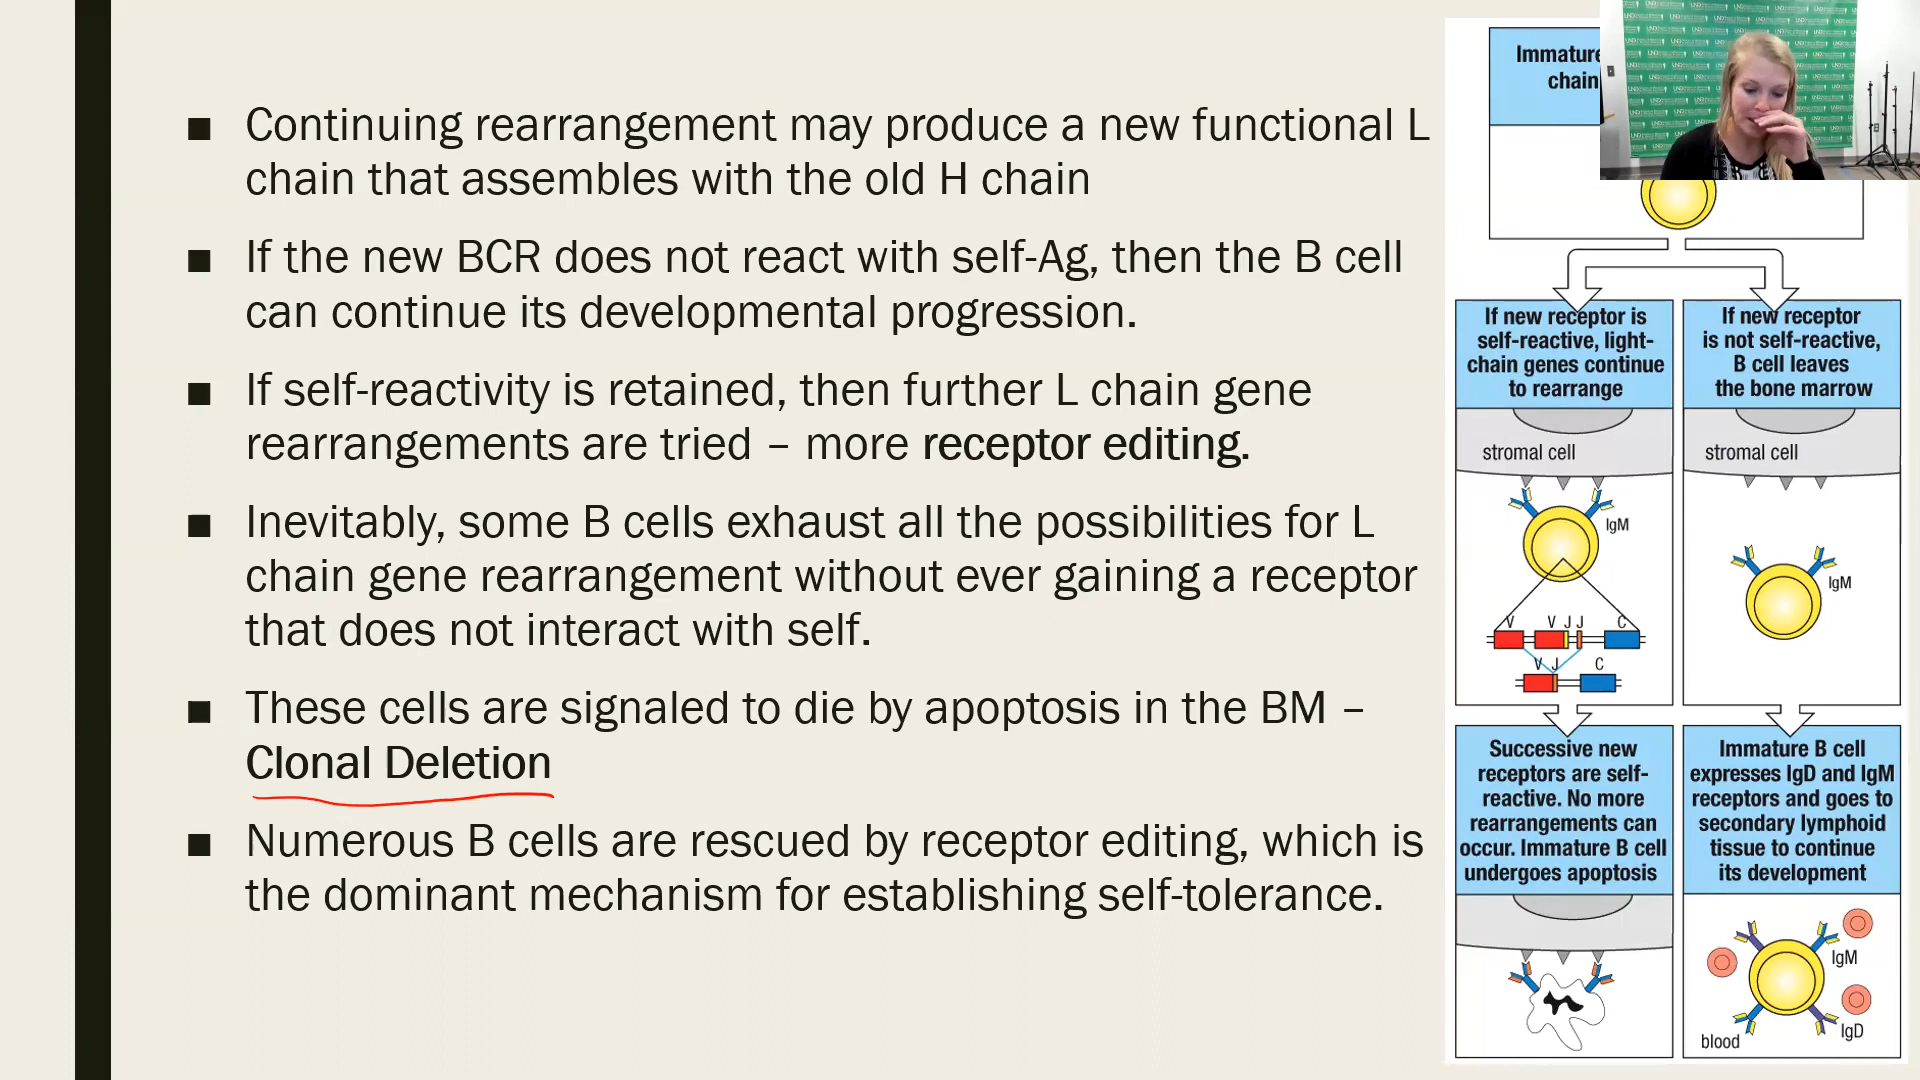 ■ Continuing rearrangement may produce a new functional L
chain that assembles with the old H chain
■ If the new BCR does not react with self-Ag, then the B cell
can continue its developmental progression.
■ If self-reactivity is retained, then further L chain gene
rearrangements are tried – more receptor editing.
■ Inevitably, some B cells exhaust all the possibilities for L
chain gene rearrangement without ever gaining a receptor
that does not interact with self.
■ These cells are signaled to die by apoptosis in the BM –
Clonal Deletion
■ Numerous B cells are rescued by receptor editing, which is
the dominant mechanism for establishing self-tolerance.
Immature
chain
If new receptor is
self-reactive, light-
chain genes continue
to rearrange
stromal cell
IgM
V V J J C
V J C
If new receptor
is not self-reactive,
B cell leaves
the bone marrow
stromal cell
IgM
Successive new
receptors are self-
reactive. No more
rearrangements can
occur. Immature B cell
undergoes apoptosis
Immature B cell
expresses IgD and IgM
receptors and goes to
secondary lymphoid
tissue to continue
its development
IgM
IgD
blood